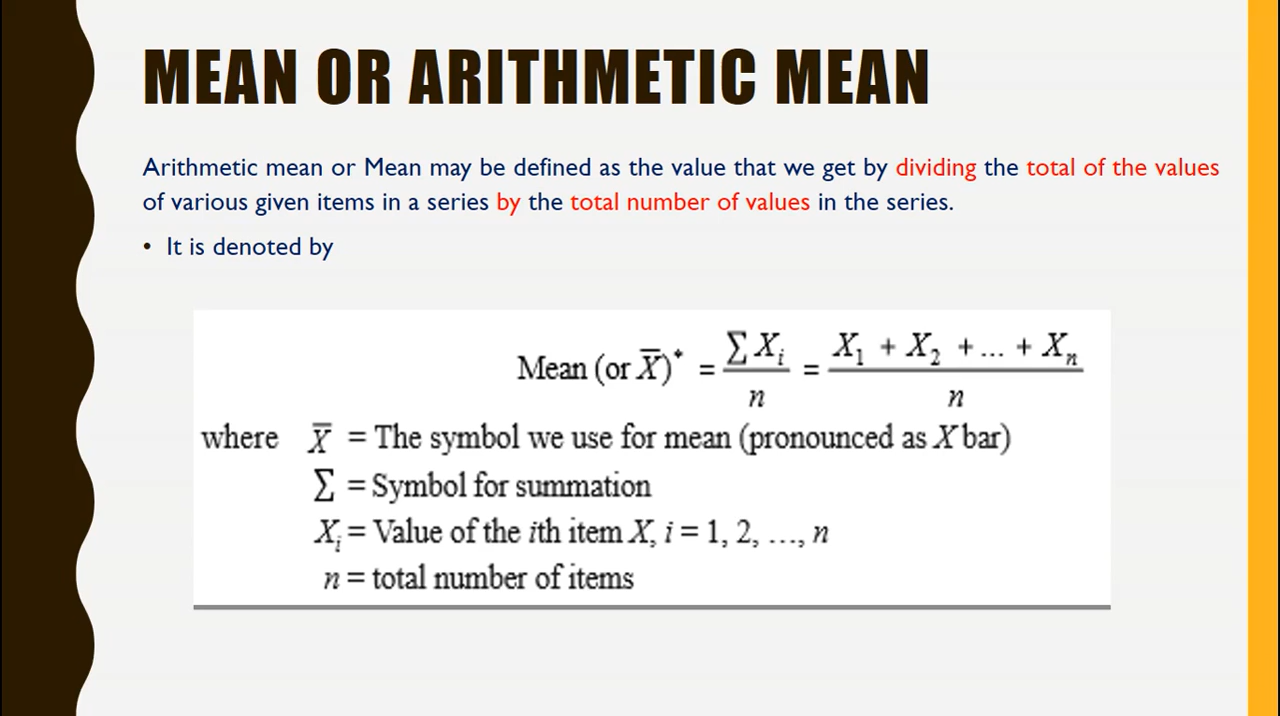 MEAN OR ARITHMETIC MEAN
Arithmetic mean or Mean may be defined as the value that we get by dividing the total of the values
of various given items in a series by the total number of values in the series.
• It is denoted by
Mean (or X̅)* = ∑Xᵢ / n = X₁ + X₂ + ... + Xₙ / n
where X̅ = The symbol we use for mean (pronounced as X bar)
∑ = Symbol for summation
Xᵢ = Value of the ith item X, i = 1, 2, ..., n
n = total number of items